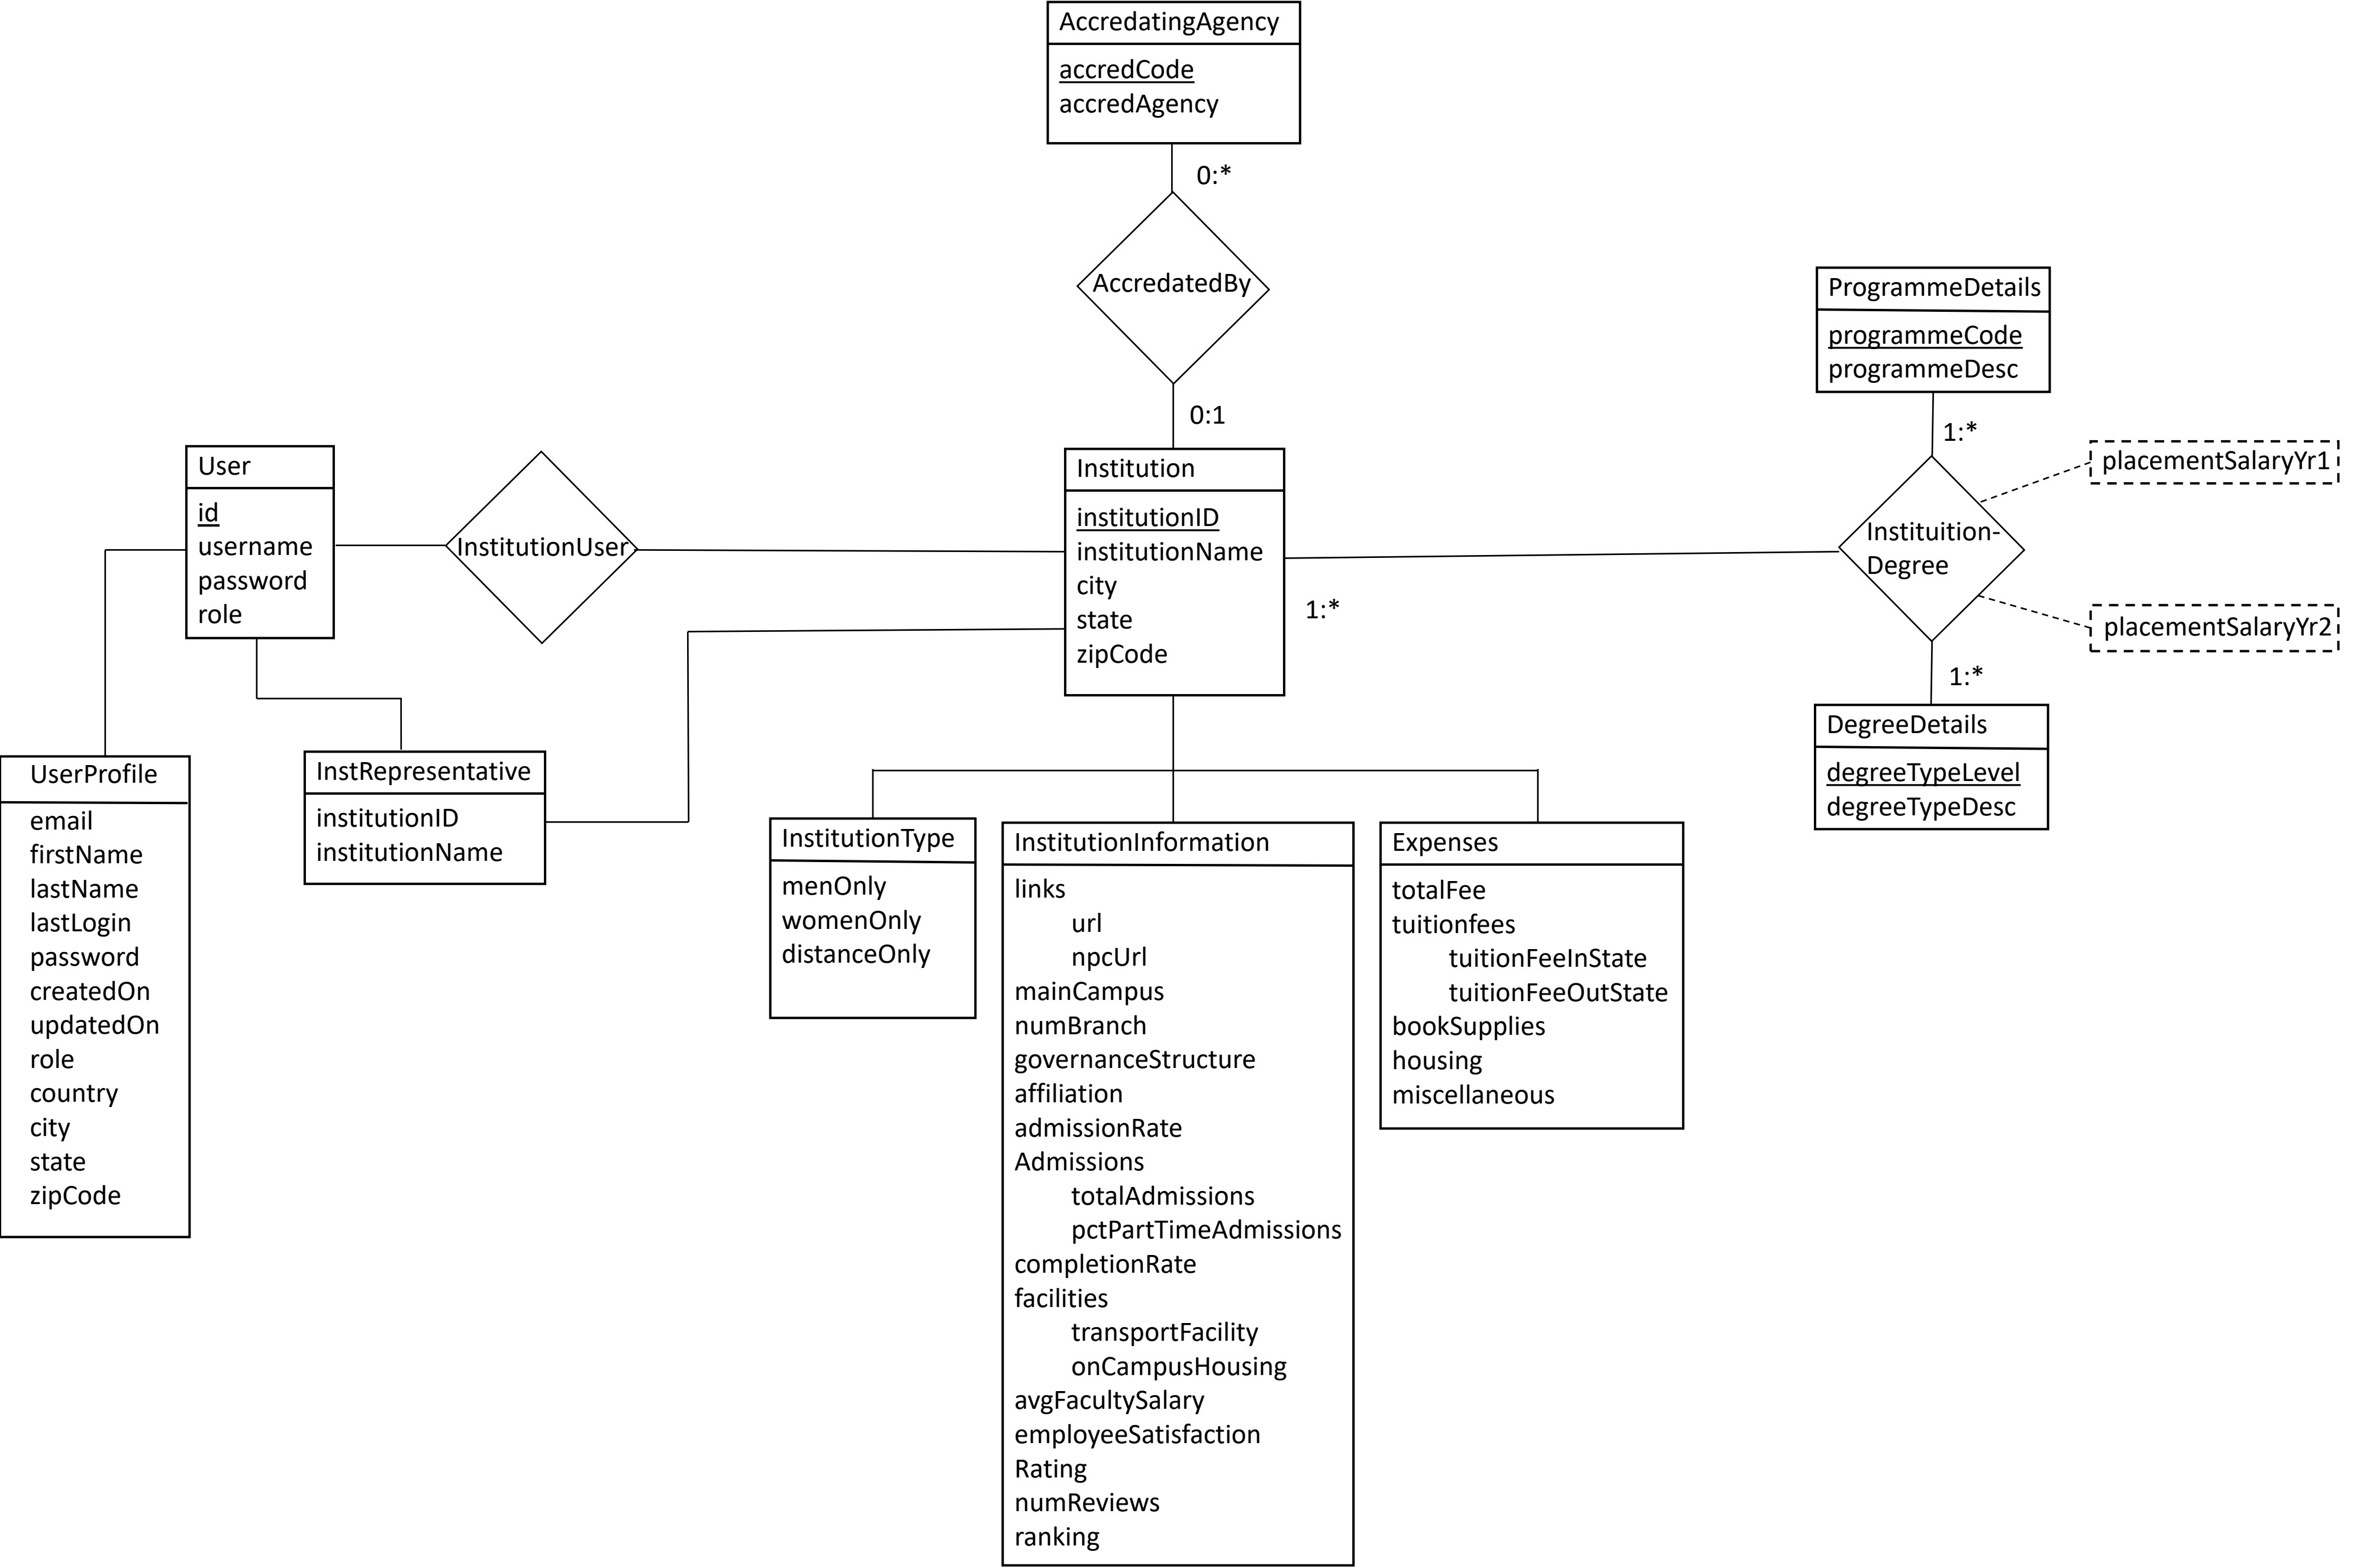 AccredatingAgency
accredCode
accredAgency
0:*
AccredatedBy
0:1
ProgrammeDetails
programmeCode
programmeDesc
1:*
placementSalaryYr1
Instituition-
Degree
placementSalaryYr2
1:*
DegreeDetails
degreeTypeLevel
degreeTypeDesc
User
id
username
password
role
InstitutionUser
Institution
institutionID
institutionName
city
state
zipCode
1:*
UserProfile
email
firstName
lastName
lastLogin
password
createdOn
updatedOn
role
country
city
state
zipCode
InstRepresentative
institutionID
institutionName
InstitutionType
menOnly
womenOnly
distanceOnly
InstitutionInformation
links
url
npcUrl
mainCampus
numBranch
governanceStructure
affiliation
admissionRate
Admissions
totalAdmissions
pctPartTimeAdmissions
completionRate
facilities
transportFacility
onCampusHousing
avgFacultySalary
employeeSatisfaction
Rating
numReviews
ranking
Expenses
totalFee
tuitionfees
tuitionFeeInState
tuitionFeeOutState
bookSupplies
housing
miscellaneous